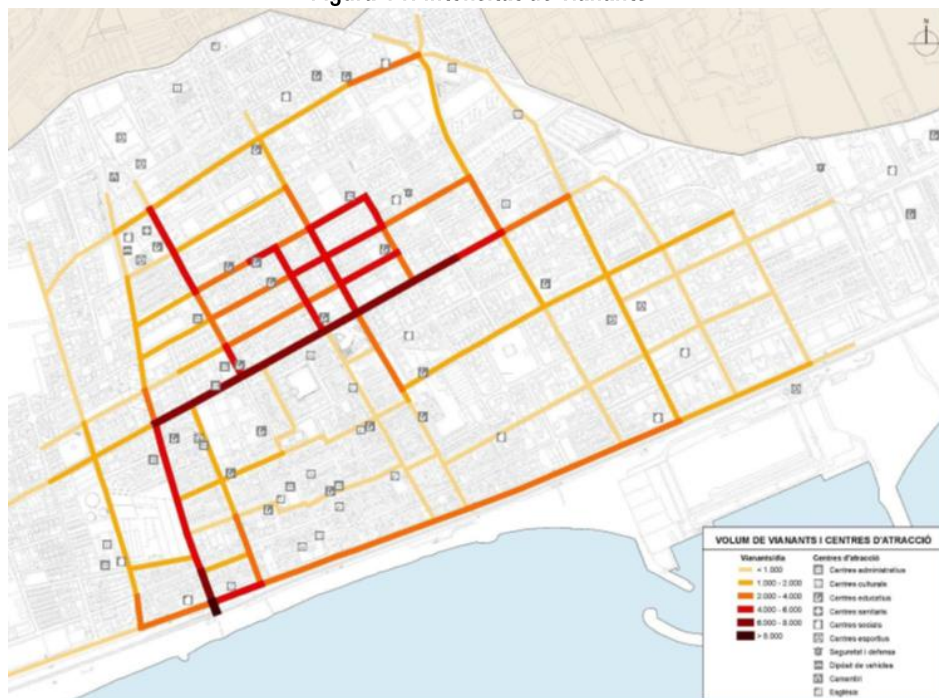 N
VOLUM DE VIANANTS I CENTRES D'ATRACCIÓ
Vianants/dia
< 1.000
1.000 - 2.000
2.000 - 4.000
4.000 - 6.000
6.000 - 8.000
> 8.000
Centres d'atracció
Centres administratius
Centres culturals
Centres educatius
Centres sanitaris
Centres socials
Centres esportius
Seguretat i defensa
Dipòsit de vehicles
Cementiri
Església